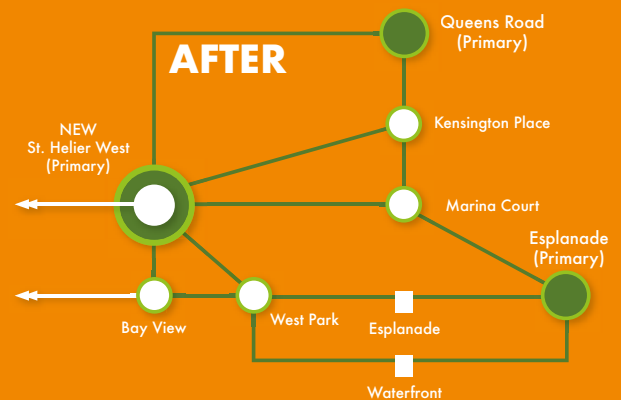 Queens Road
(Primary)
AFTER
Kensington Place
NEW
St. Helier West
(Primary)
Marina Court
Esplanade
(Primary)
Bay View
West Park
Esplanade
Waterfront